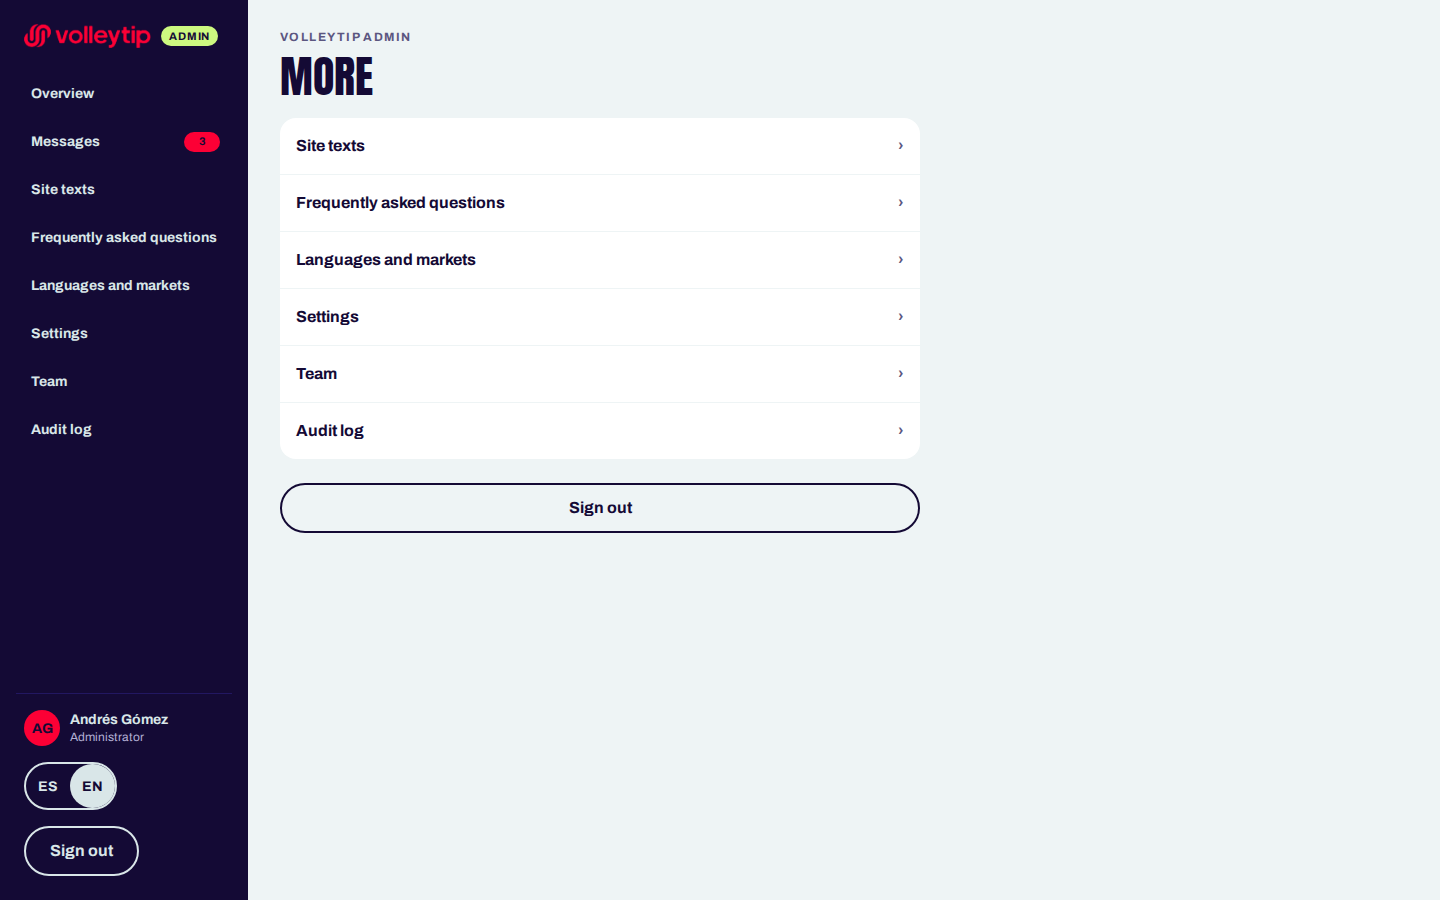 volleytip ADMIN
Overview
Messages 3
Site texts
Frequently asked questions
Languages and markets
Settings
Team
Audit log
AG
Andrés Gómez
Administrator
ES EN
Sign out
VOLLEYTIP ADMIN
MORE
Site texts ›
Frequently asked questions ›
Languages and markets ›
Settings ›
Team ›
Audit log ›
Sign out